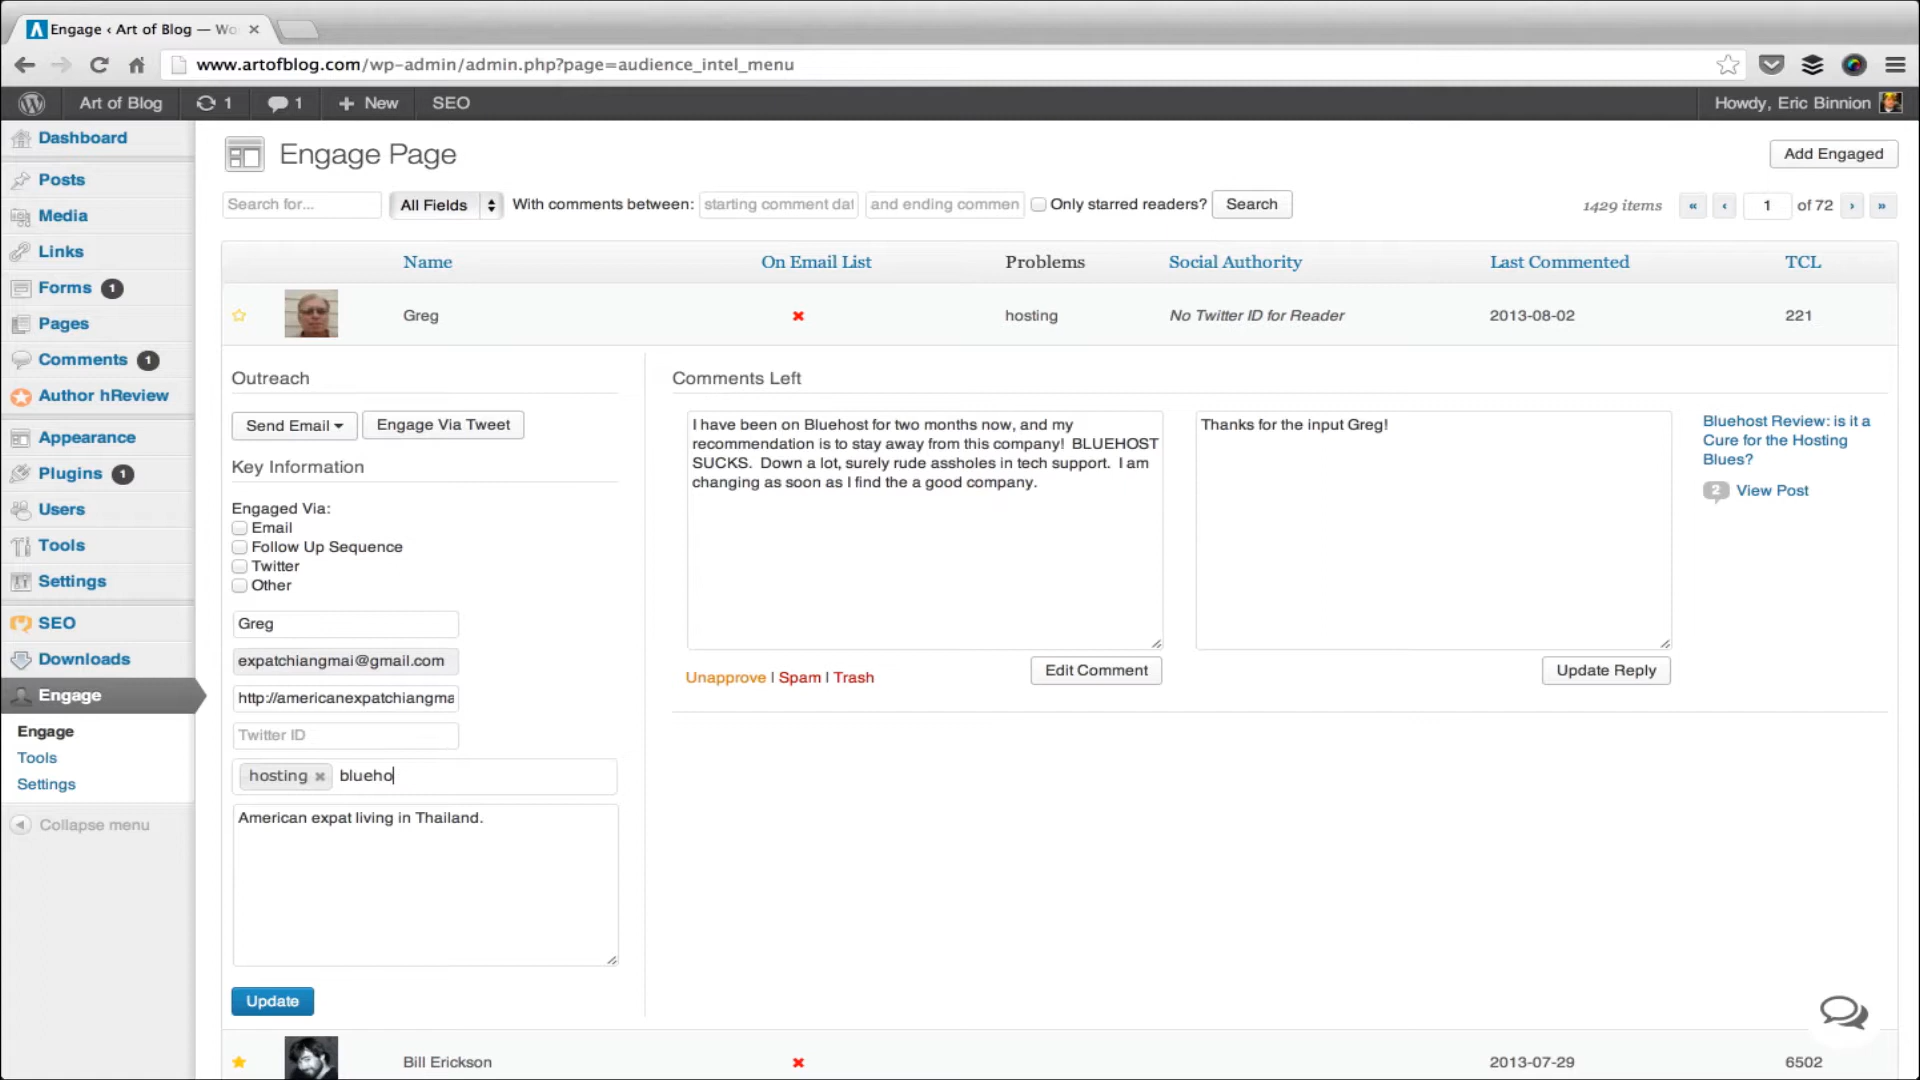 Engage ‹ Art of Blog — Wo
www.artofblog.com/wp-admin/admin.php?page=audience_intel_menu
Art of Blog 1 1 + New SEO Howdy, Eric Binnion
Dashboard
Posts
Media
Links
Forms 1
Pages
Comments 1
Author hReview
Appearance
Plugins 1
Users
Tools
Settings
SEO
Downloads
Engage
Engage
Tools
Settings
Collapse menu
Engage Page
Add Engaged
Search for... All Fields With comments between: starting comment dat and ending commen Only starred readers? Search 1429 items « ‹ 1 of 72 › »
Name On Email List Problems Social Authority Last Commented TCL
Greg hosting No Twitter ID for Reader 2013-08-02 221
Outreach
Send Email Engage Via Tweet
Key Information
Engaged Via:
Email
Follow Up Sequence
Twitter
Other
Greg
expatchiangmai@gmail.com
http://americanexpatchiangma
Twitter ID
hosting × blueho
American expat living in Thailand.
Update
Comments Left
I have been on Bluehost for two months now, and my
recommendation is to stay away from this company! BLUEHOST
SUCKS. Down a lot, surely rude assholes in tech support. I am
changing as soon as I find the a good company.
Unapprove | Spam | Trash
Edit Comment
Thanks for the input Greg!
Update Reply
Bluehost Review: is it a
Cure for the Hosting
Blues?
2 View Post
Bill Erickson 2013-07-29 6502